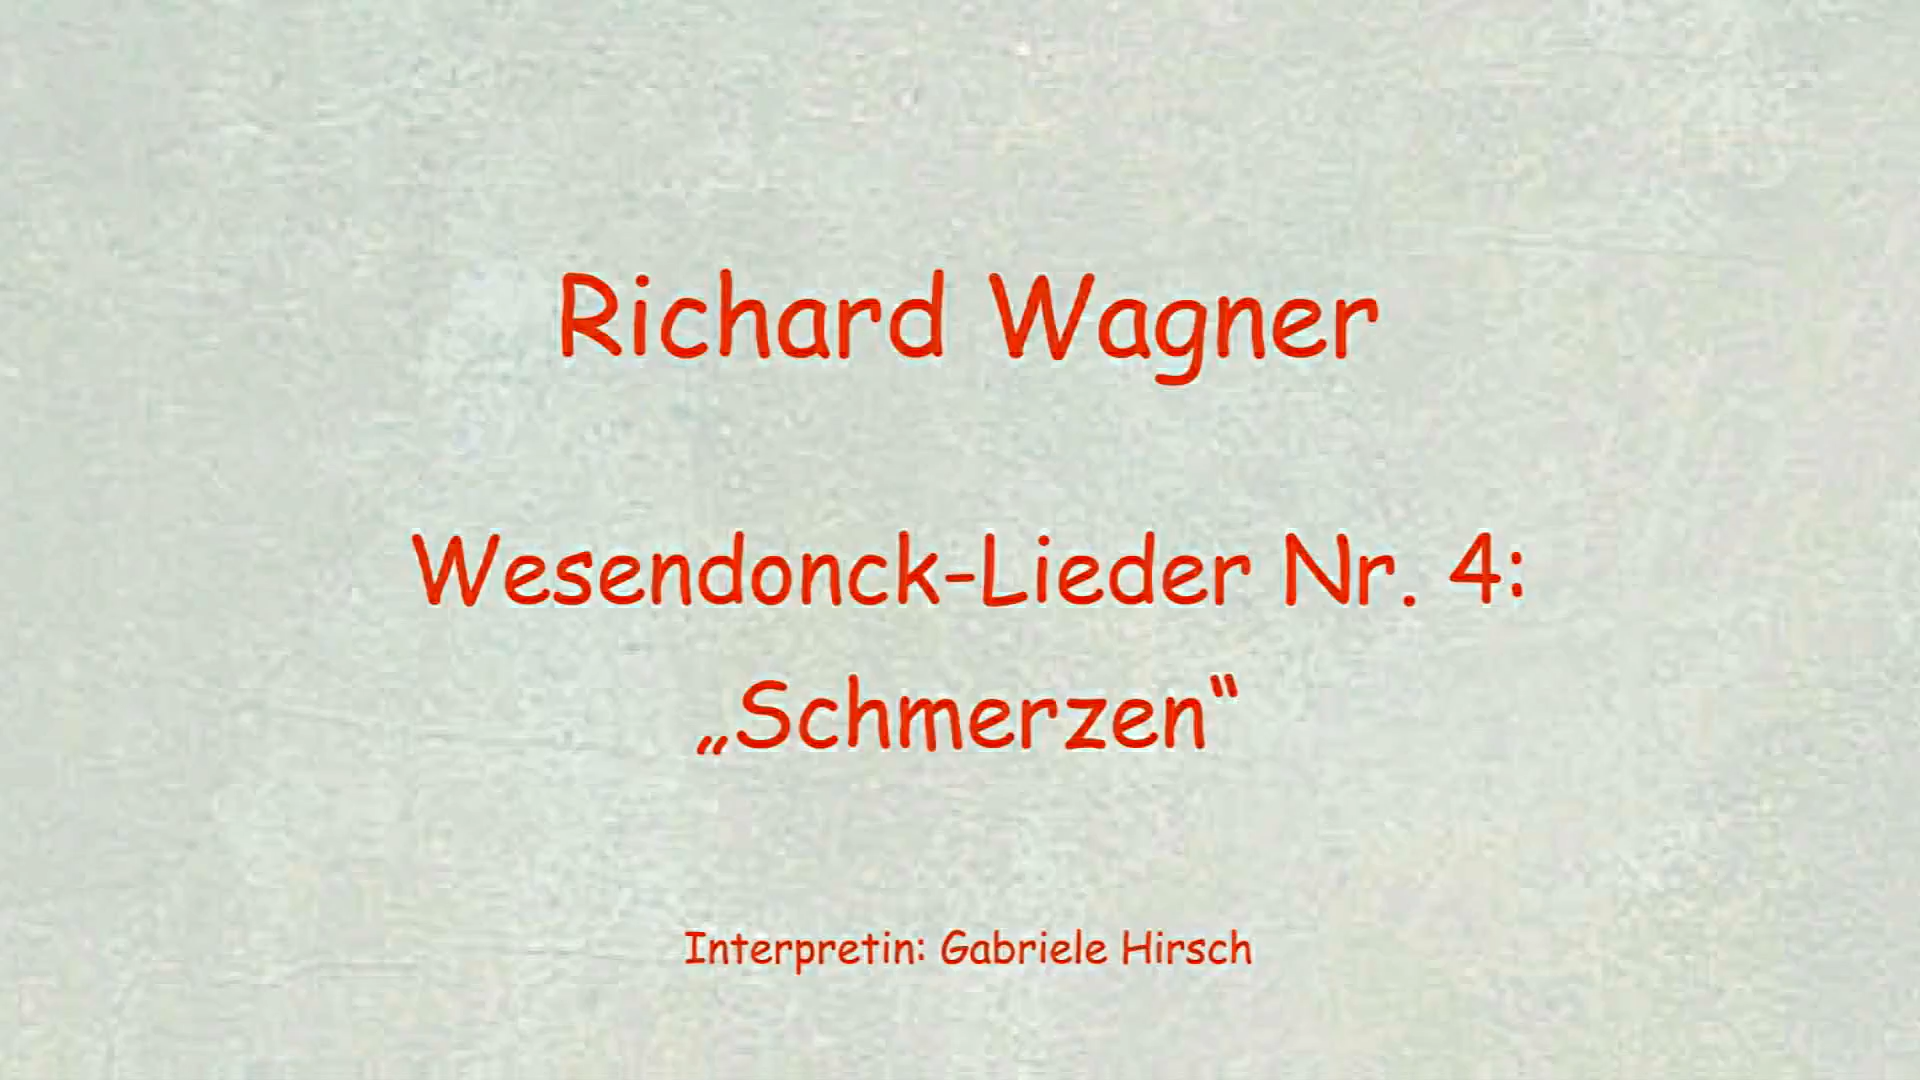 Richard Wagner
Wesendonck-Lieder Nr. 4:
„Schmerzen“
Interpretin: Gabriele Hirsch